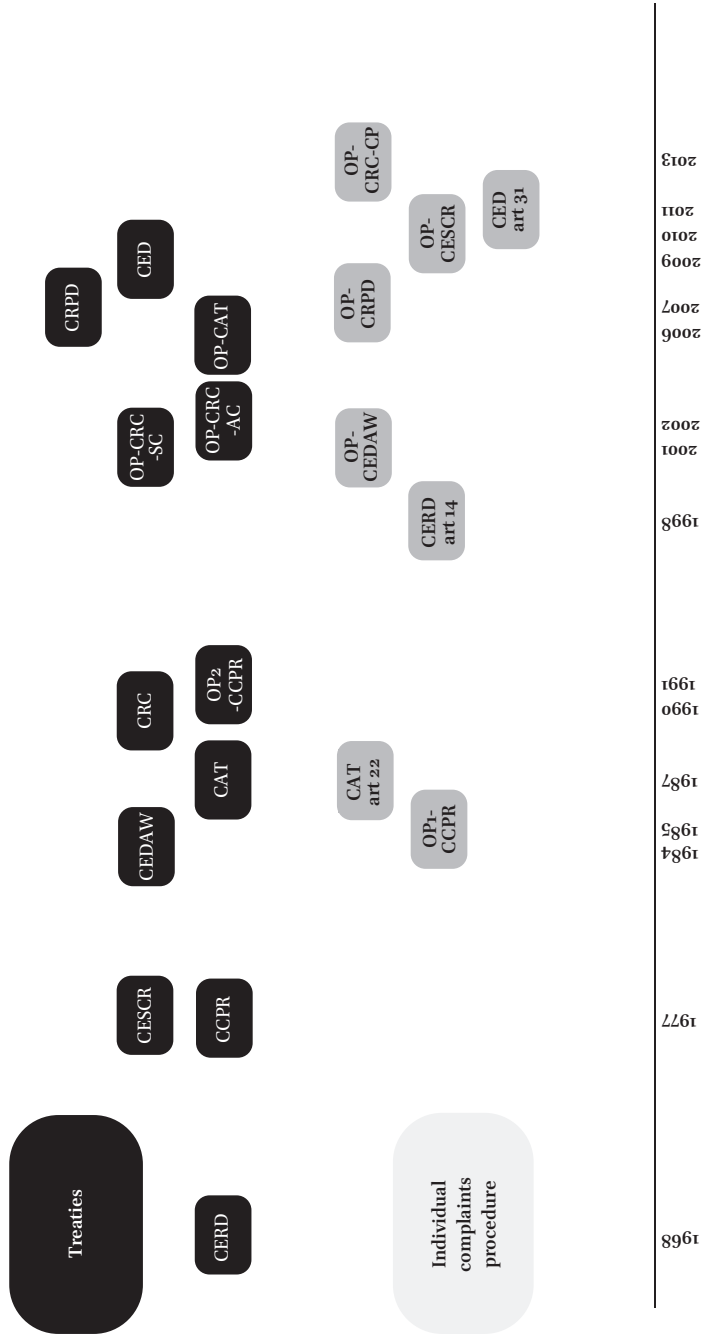 Treaties
CERD
CESCR
CCPR
CEDAW
CAT
CRC
OP2
-CCPR
OP-CRC
-SC
OP-CRC
-AC
OP-CAT
CRPD
CED
Individual
complaints
procedure
OP1-
CCPR
CAT
art 22
CERD
art 14
OP-
CEDAW
OP-
CRPD
OP-
CESCR
CED
art 31
OP-
CRC-CP
1968
1977
1984
1985
1987
1990
1991
1998
2001
2002
2006
2007
2009
2010
2011
2013